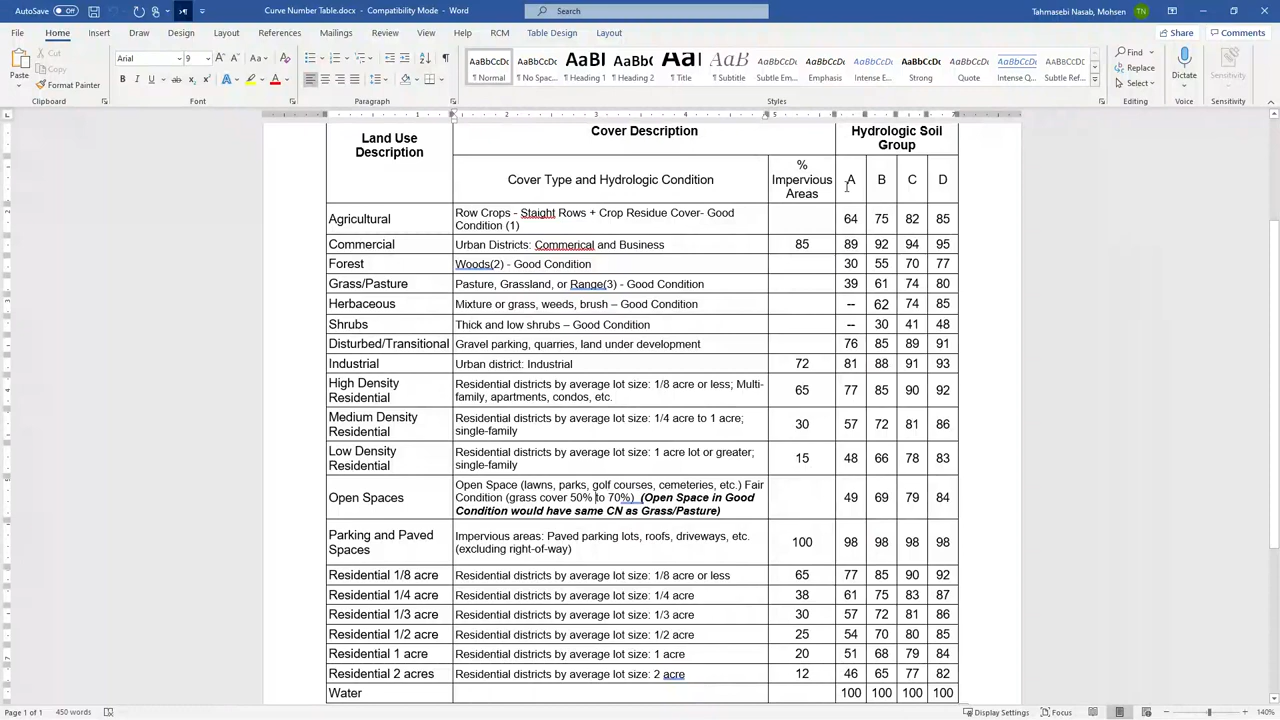 AutoSave Off Curve Number Table.docx - Compatibility Mode - Word Search Tahmasebi Nasab, Mohsen TN
File Home Insert Draw Design Layout References Mailings Review View Help RCM Table Design Layout Share Comments
Paste Cut Copy Format Painter Clipboard
Arial 9 Font
Paragraph
AaBbCcDc Normal AaBbCcDc No Spac... AaBl Heading 1 AaBbCc Heading 2 AaI Title AaBbCcD Subtitle AaBbCcDc Subtle Em... AaBbCcDc Emphasis AaBbCcDc Intense E... AaBbCcDc Strong AaBbCcDc Quote AaBbCcDc Intense Q... AaBbCcDc Subtle Ref...
Styles
Find Replace Select Editing
Dictate Voice
Sensitivity Sensitivity
Land Use Description Cover Description Hydrologic Soil Group
Cover Type and Hydrologic Condition % Impervious Areas A B C D
Agricultural Row Crops - Staight Rows + Crop Residue Cover- Good Condition (1) 64 75 82 85
Commercial Urban Districts: Commerical and Business 85 89 92 94 95
Forest Woods(2) - Good Condition 30 55 70 77
Grass/Pasture Pasture, Grassland, or Range(3) - Good Condition 39 61 74 80
Herbaceous Mixture or grass, weeds, brush – Good Condition -- 62 74 85
Shrubs Thick and low shrubs – Good Condition -- 30 41 48
Disturbed/Transitional Gravel parking, quarries, land under development 76 85 89 91
Industrial Urban district: Industrial 72 81 88 91 93
High Density Residential Residential districts by average lot size: 1/8 acre or less; Multi-family, apartments, condos, etc. 65 77 85 90 92
Medium Density Residential Residential districts by average lot size: 1/4 acre to 1 acre; single-family 30 57 72 81 86
Low Density Residential Residential districts by average lot size: 1 acre lot or greater; single-family 15 48 66 78 83
Open Spaces Open Space (lawns, parks, golf courses, cemeteries, etc.) Fair Condition (grass cover 50% to 70%) (Open Space in Good Condition would have same CN as Grass/Pasture) 49 69 79 84
Parking and Paved Spaces Impervious areas: Paved parking lots, roofs, driveways, etc. (excluding right-of-way) 100 98 98 98 98
Residential 1/8 acre Residential districts by average lot size: 1/8 acre or less 65 77 85 90 92
Residential 1/4 acre Residential districts by average lot size: 1/4 acre 38 61 75 83 87
Residential 1/3 acre Residential districts by average lot size: 1/3 acre 30 57 72 81 86
Residential 1/2 acre Residential districts by average lot size: 1/2 acre 25 54 70 80 85
Residential 1 acre Residential districts by average lot size: 1 acre 20 51 68 79 84
Residential 2 acres Residential districts by average lot size: 2 acre 12 46 65 77 82
Water 100 100 100 100
Page 1 of 1 450 words Display Settings Focus 140%